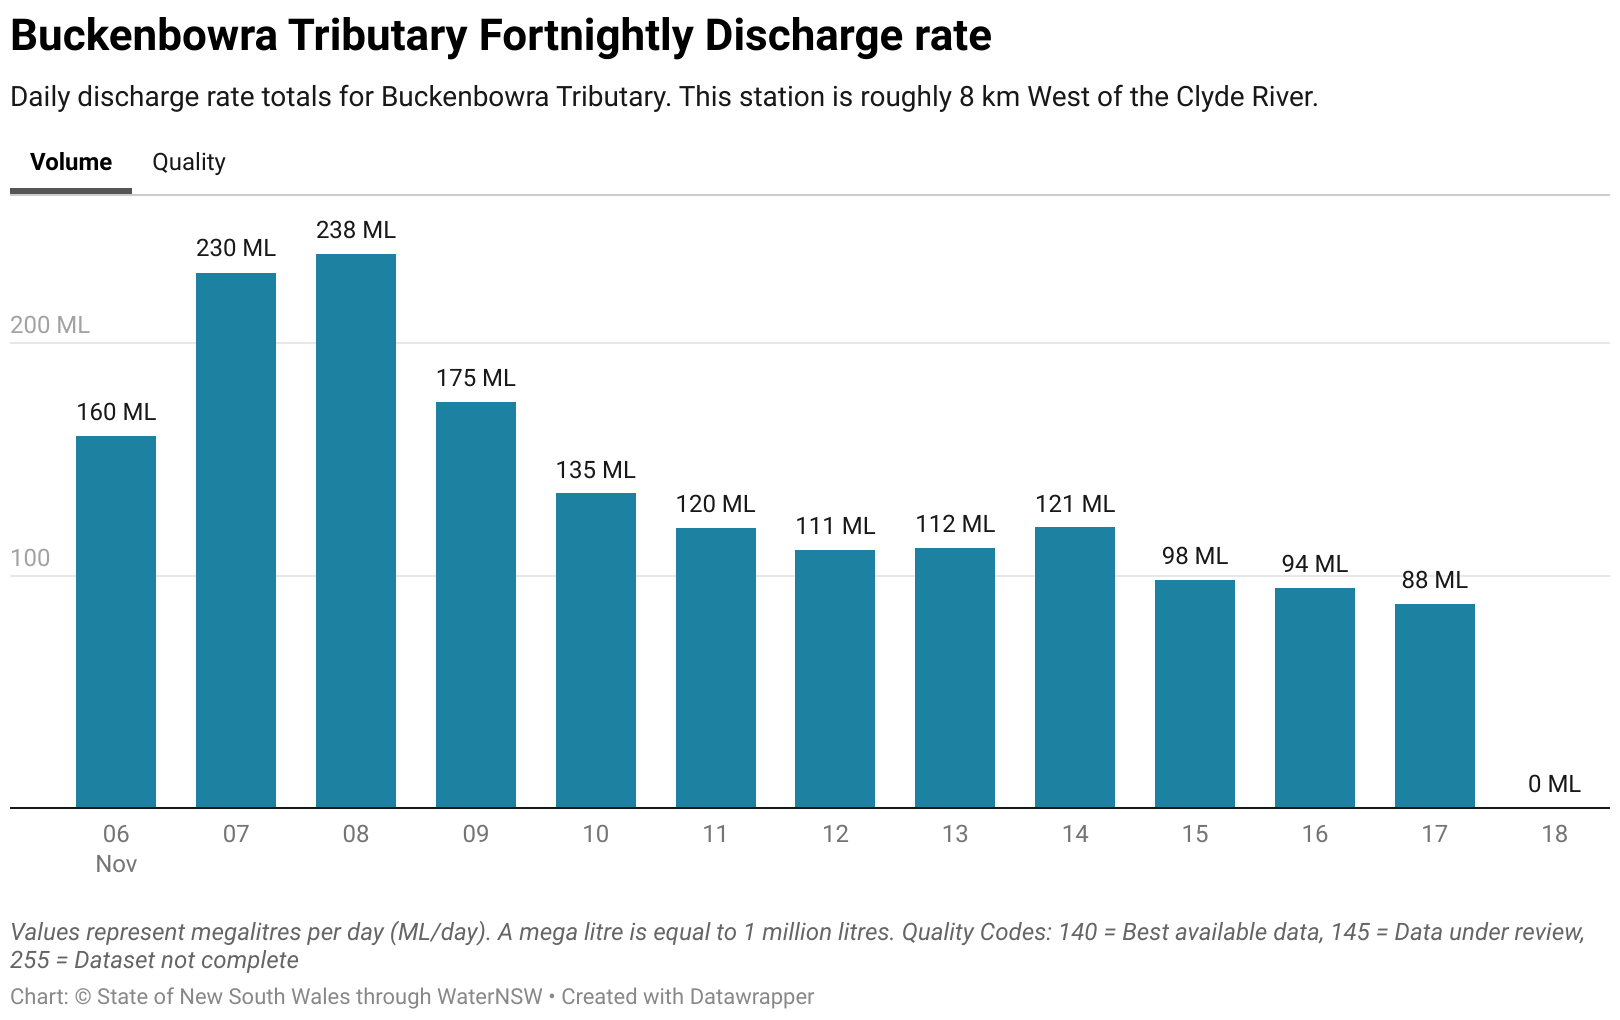 Buckenbowra Tributary Fortnightly Discharge rate
Daily discharge rate totals for Buckenbowra Tributary. This station is roughly 8 km West of the Clyde River.
Volume Quality
238 ML
230 ML
200 ML
175 ML
160 ML
135 ML
120 ML
121 ML
111 ML
112 ML
100
98 ML
94 ML
88 ML
0 ML
06 07 08 09 10 11 12 13 14 15 16 17 18
Nov
Values represent megalitres per day (ML/day). A mega litre is equal to 1 million litres. Quality Codes: 140 = Best available data, 145 = Data under review,
255 = Dataset not complete
Chart: © State of New South Wales through WaterNSW • Created with Datawrapper